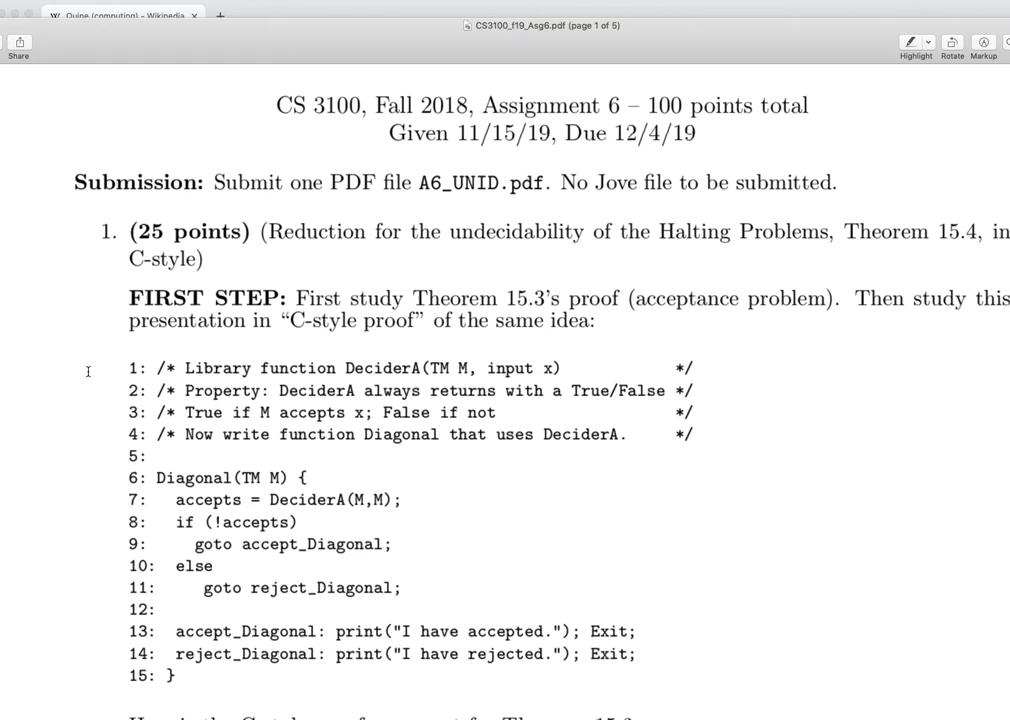 W Quine (computing) - Wikipedia × +
CS3100_f19_Asg6.pdf (page 1 of 5)
Share
Highlight Rotate Markup
CS 3100, Fall 2018, Assignment 6 – 100 points total
Given 11/15/19, Due 12/4/19
Submission: Submit one PDF file A6_UNID.pdf. No Jove file to be submitted.
1. (25 points) (Reduction for the undecidability of the Halting Problems, Theorem 15.4, in
C-style)
FIRST STEP: First study Theorem 15.3's proof (acceptance problem). Then study this
presentation in “C-style proof” of the same idea:
1: /* Library function DeciderA(TM M, input x) */
2: /* Property: DeciderA always returns with a True/False */
3: /* True if M accepts x; False if not */
4: /* Now write function Diagonal that uses DeciderA. */
5:
6: Diagonal(TM M) {
7: accepts = DeciderA(M,M);
8: if (!accepts)
9: goto accept_Diagonal;
10: else
11: goto reject_Diagonal;
12:
13: accept_Diagonal: print("I have accepted."); Exit;
14: reject_Diagonal: print("I have rejected."); Exit;
15: }